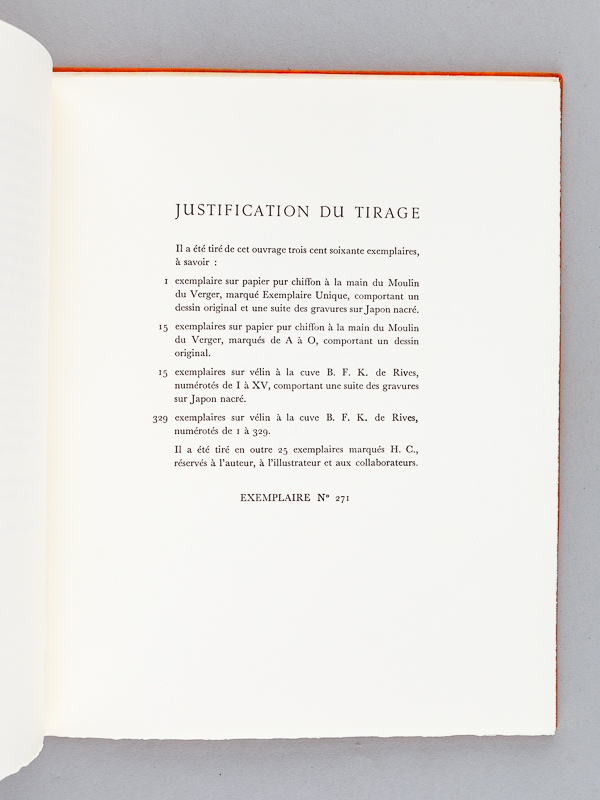 JUSTIFICATION DU TIRAGE
Il a été tiré de cet ouvrage trois cent soixante exemplaires,
à savoir :
1 exemplaire sur papier pur chiffon à la main du Moulin
du Verger, marqué Exemplaire Unique, comportant un
dessin original et une suite des gravures sur Japon nacré.
15 exemplaires sur papier pur chiffon à la main du Moulin
du Verger, marqués de A à O, comportant un dessin
original.
15 exemplaires sur vélin à la cuve B. F. K. de Rives,
numérotés de I à XV, comportant une suite des gravures
sur Japon nacré.
329 exemplaires sur vélin à la cuve B. F. K. de Rives,
numérotés de 1 à 329.
Il a été tiré en outre 25 exemplaires marqués H. C.,
réservés à l'auteur, à l'illustrateur et aux collaborateurs.
EXEMPLAIRE Nº 271